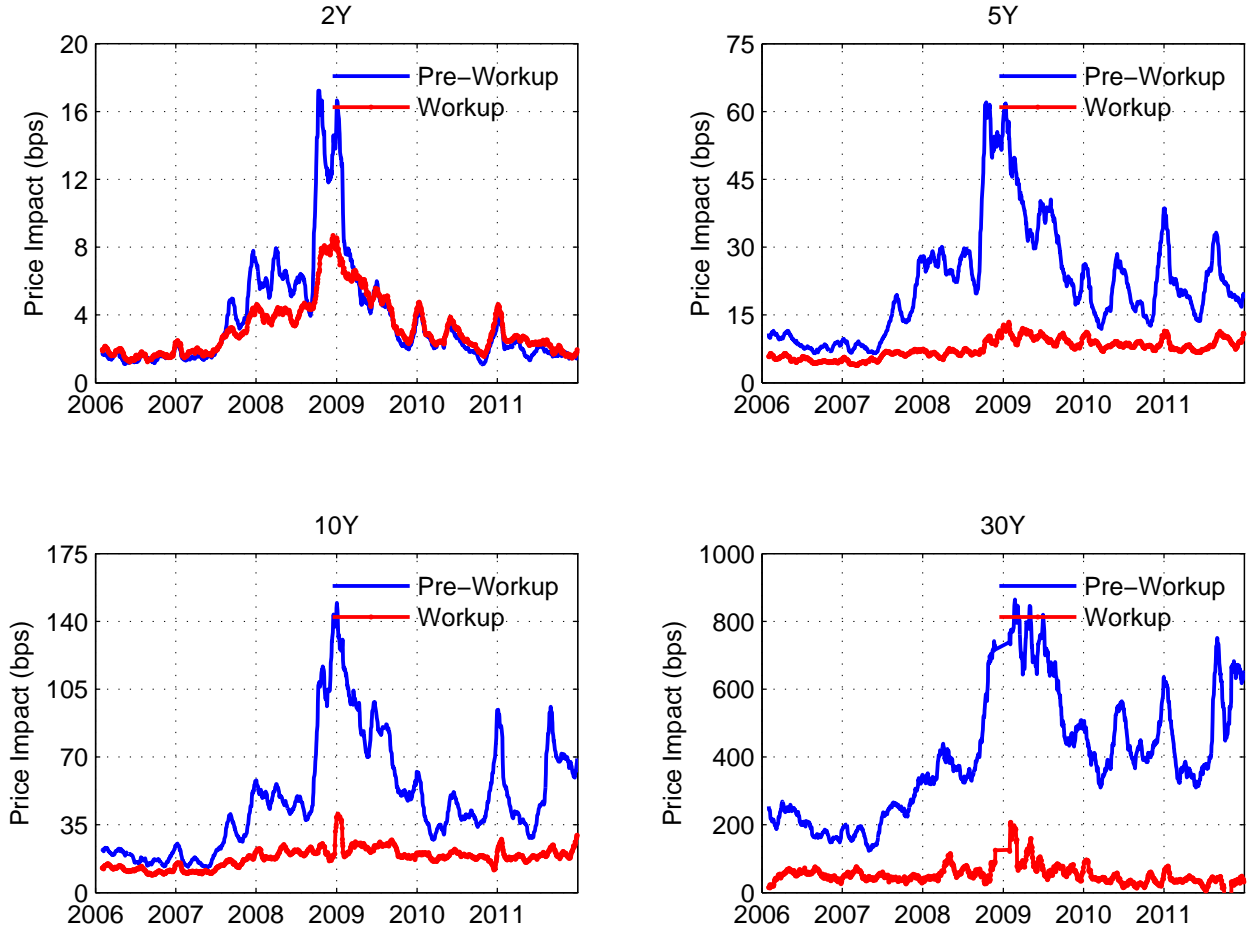 2Y
Price Impact (bps)
20
16
12
8
4
0
2006 2007 2008 2009 2010 2011
Pre−Workup
Workup
5Y
Price Impact (bps)
75
60
45
30
15
0
2006 2007 2008 2009 2010 2011
Pre−Workup
Workup
10Y
Price Impact (bps)
175
140
105
70
35
0
2006 2007 2008 2009 2010 2011
Pre−Workup
Workup
30Y
Price Impact (bps)
1000
800
600
400
200
0
2006 2007 2008 2009 2010 2011
Pre−Workup
Workup